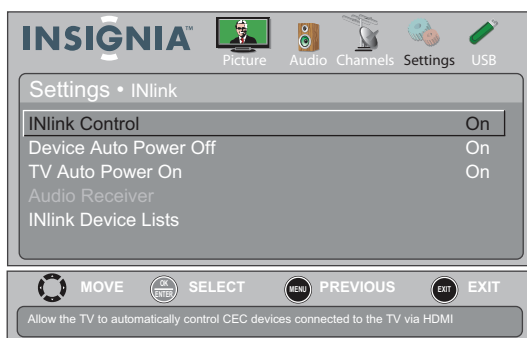 INSIGNIA™
Picture Audio Channels Settings USB
Settings • INlink
INlink Control On
Device Auto Power Off On
TV Auto Power On On
Audio Receiver
INlink Device Lists
MOVE OK ENTER SELECT MENU PREVIOUS EXIT EXIT
Allow the TV to automatically control CEC devices connected to the TV via HDMI